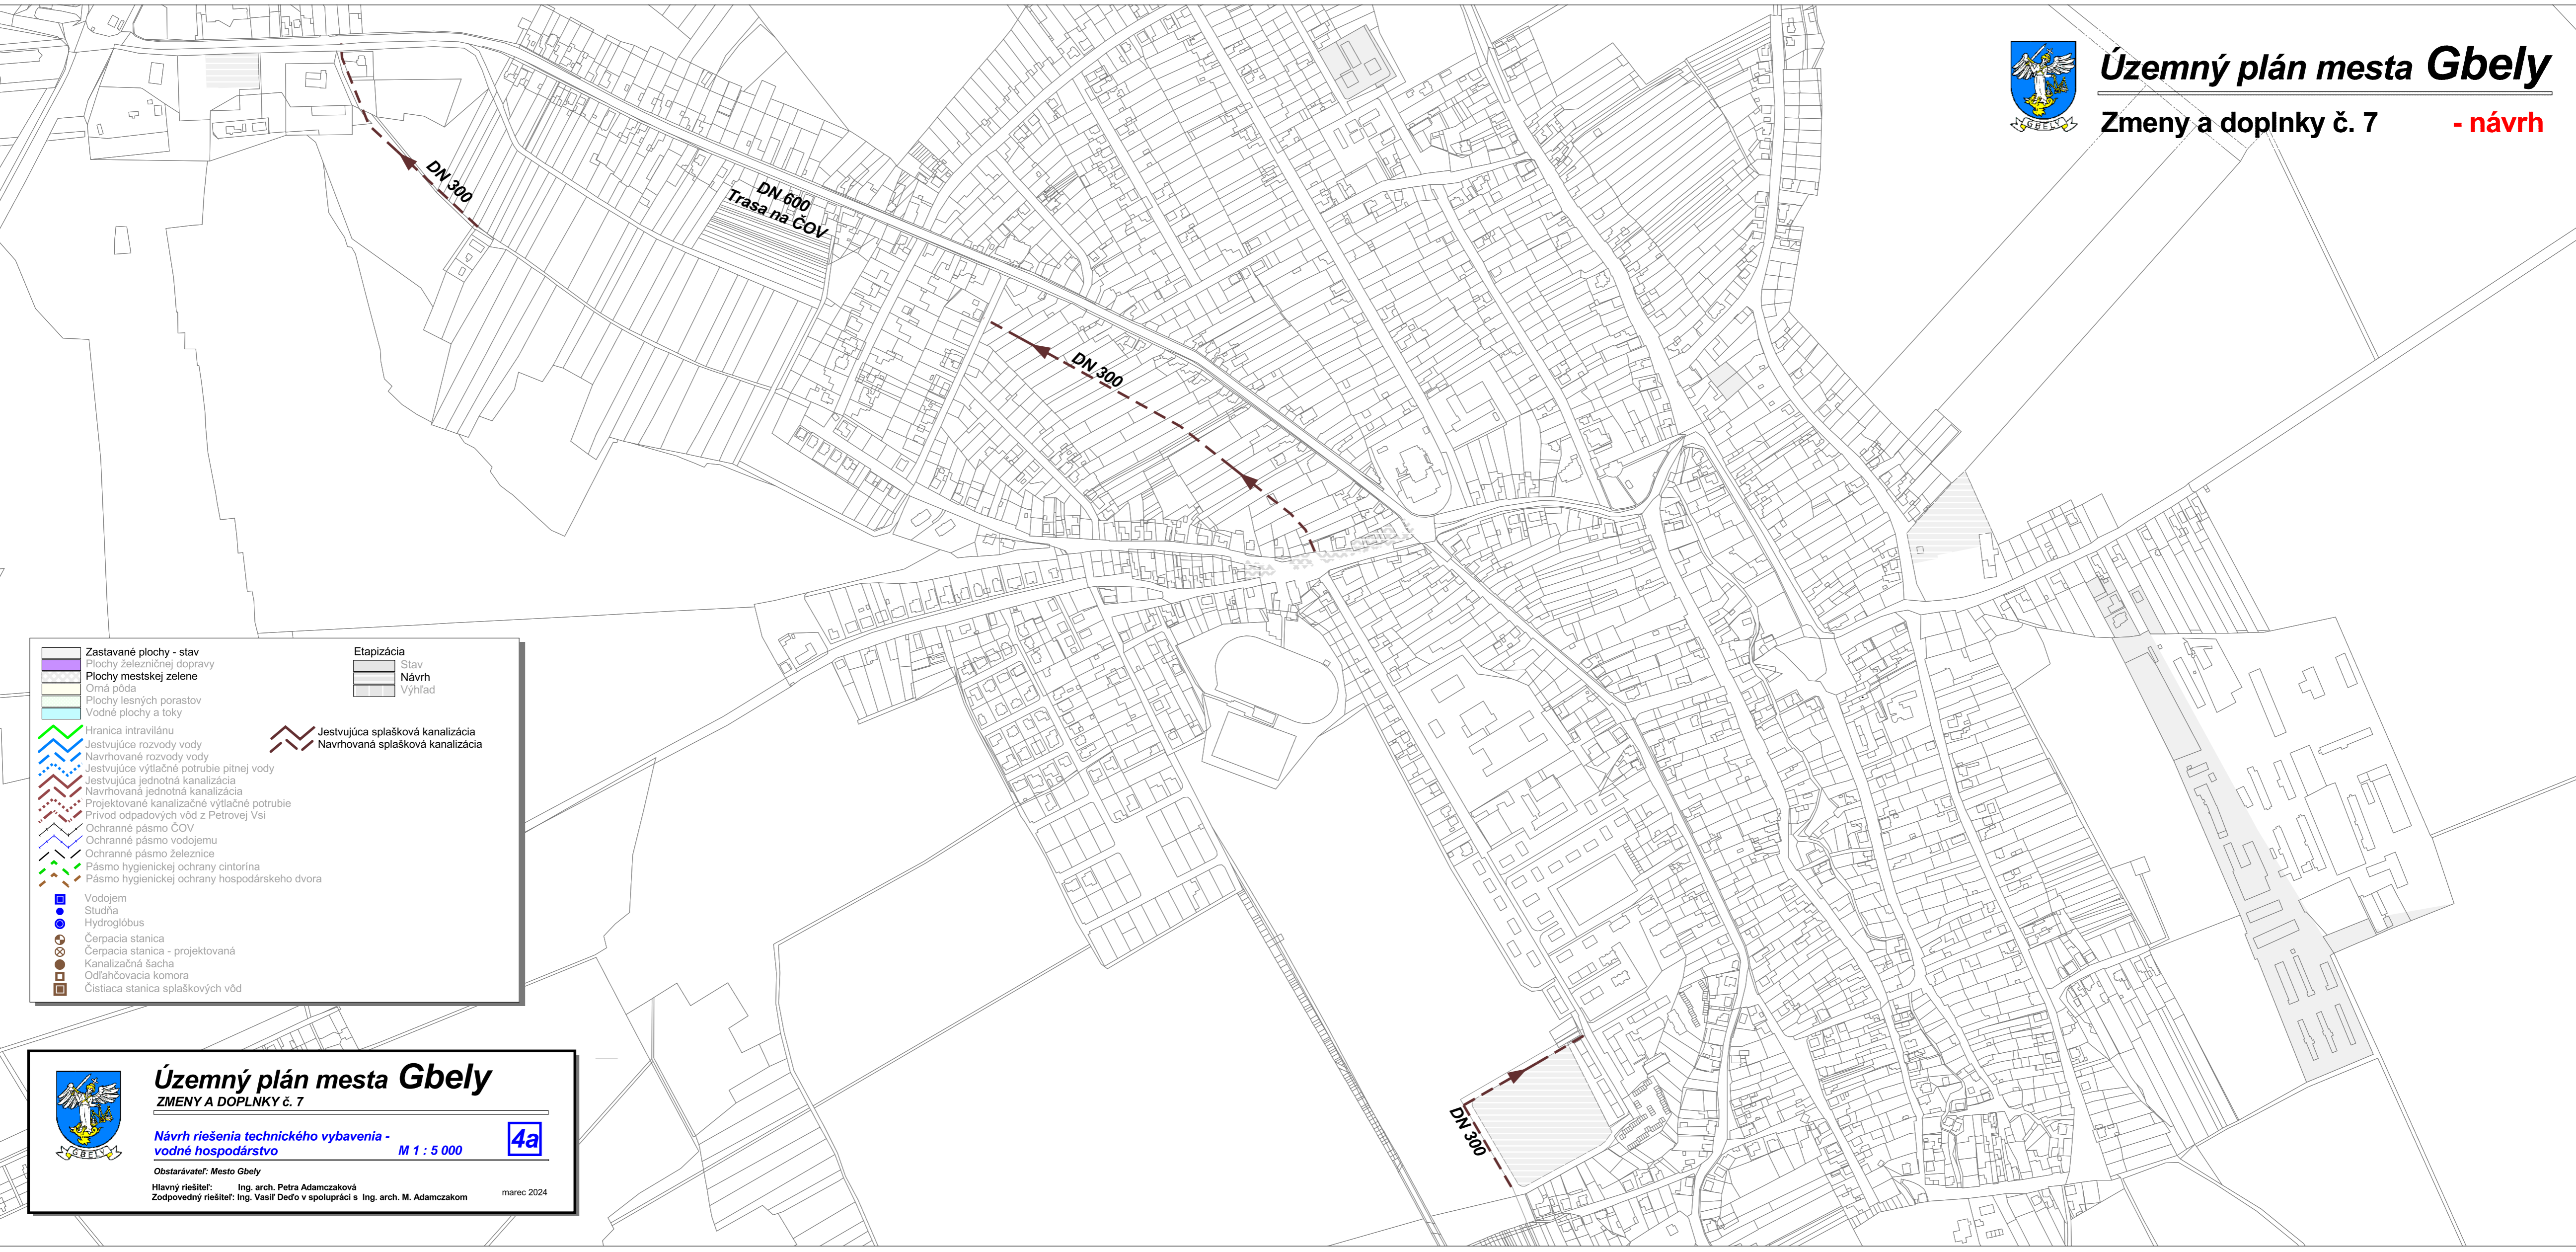 Územný plán mesta Gbely
Zmeny a doplnky č. 7 - návrh
GBELY
DN 300
DN 600
Trasa na ČOV
DN 300
DN 300
Zastavané plochy - stav
Plochy železničnej dopravy
Plochy mestskej zelene
Orná pôda
Plochy lesných porastov
Vodné plochy a toky
Etapizácia
Stav
Návrh
Výhľad
Hranica intravilánu
Jestvujúce rozvody vody
Navrhované rozvody vody
Jestvujúce výtlačné potrubie pitnej vody
Jestvujúca jednotná kanalizácia
Navrhovaná jednotná kanalizácia
Projektované kanalizačné výtlačné potrubie
Prívod odpadových vôd z Petrovej Vsi
Ochranné pásmo ČOV
Ochranné pásmo vodojemu
Ochranné pásmo železnice
Pásmo hygienickej ochrany cintorína
Pásmo hygienickej ochrany hospodárskeho dvora
Jestvujúca splašková kanalizácia
Navrhovaná splašková kanalizácia
Vodojem
Studňa
Hydroglóbus
Čerpacia stanica
Čerpacia stanica - projektovaná
Kanalizačná šacha
Odľahčovacia komora
Čistiaca stanica splaškových vôd
Územný plán mesta Gbely
ZMENY A DOPLNKY č. 7
Návrh riešenia technického vybavenia -
vodné hospodárstvo M 1 : 5 000
4a
GBELY
Obstarávateľ: Mesto Gbely
Hlavný riešiteľ: Ing. arch. Petra Adamczaková
Zodpovedný riešiteľ: Ing. Vasiľ Deďo v spolupráci s Ing. arch. M. Adamczakom
marec 2024